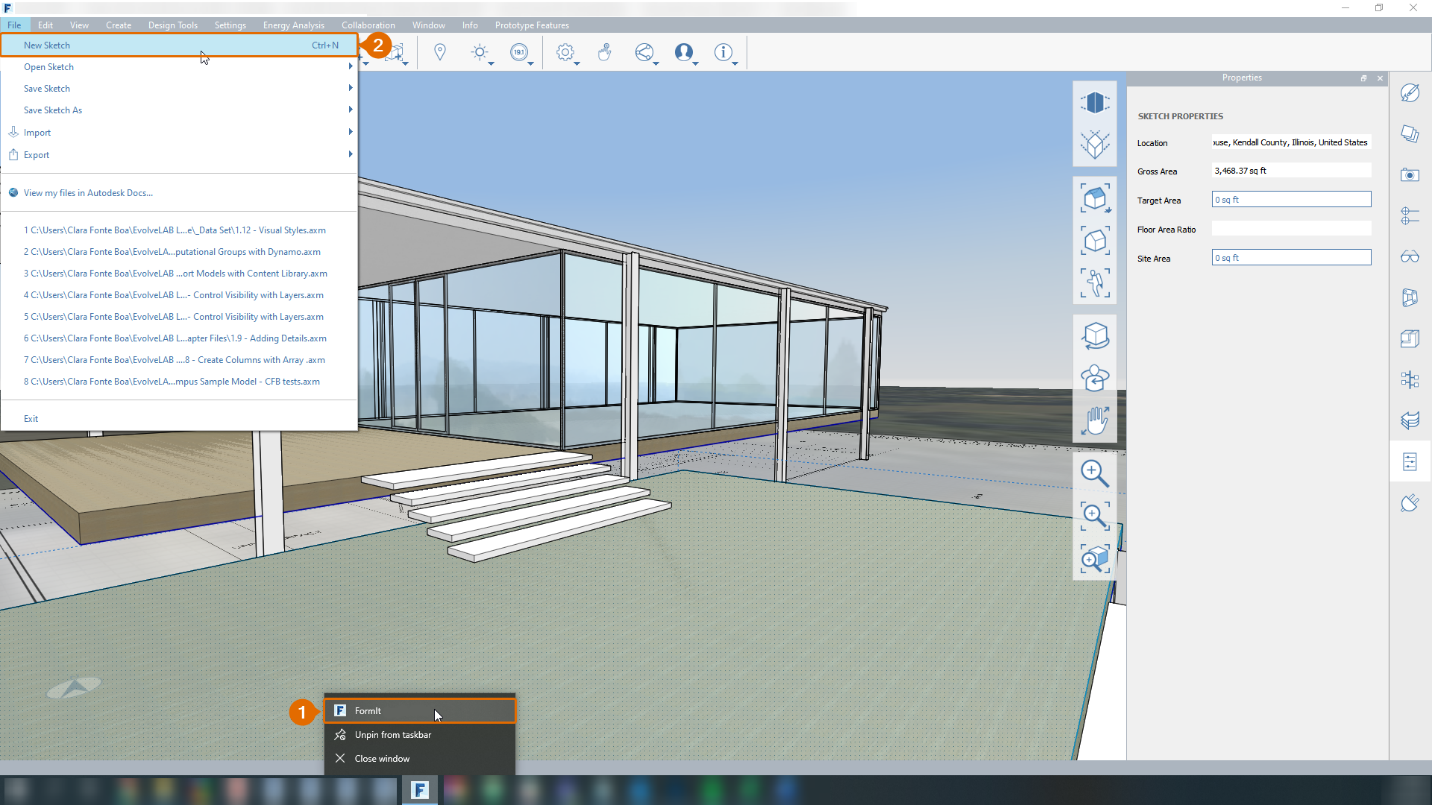 F
File Edit View Create Design Tools Settings Energy Analysis Collaboration Window Info Prototype Features
New Sketch Ctrl+N
2
Open Sketch
Save Sketch
Save Sketch As
Import
Export
View my files in Autodesk Docs...
1 C:\Users\Clara Fonte Boa\EvolveLAB L...e\_Data Set\1.12 - Visual Styles.axm
2 C:\Users\Clara Fonte Boa\EvolveLA...putational Groups with Dynamo.axm
3 C:\Users\Clara Fonte Boa\EvolveLAB ...ort Models with Content Library.axm
4 C:\Users\Clara Fonte Boa\EvolveLAB L...- Control Visibility with Layers.axm
5 C:\Users\Clara Fonte Boa\EvolveLAB L...- Control Visibility with Layers.axm
6 C:\Users\Clara Fonte Boa\EvolveLAB L...apter Files\1.9 - Adding Details.axm
7 C:\Users\Clara Fonte Boa\EvolveLAB ....8 - Create Columns with Array .axm
8 C:\Users\Clara Fonte Boa\EvolveLA...mpus Sample Model - CFB tests.axm
Exit
19:1
Properties
SKETCH PROPERTIES
Location ouse, Kendall County, Illinois, United States
Gross Area 3,468.37 sq ft
Target Area 0 sq ft
Floor Area Ratio
Site Area 0 sq ft
1
F FormIt
Unpin from taskbar
Close window
F